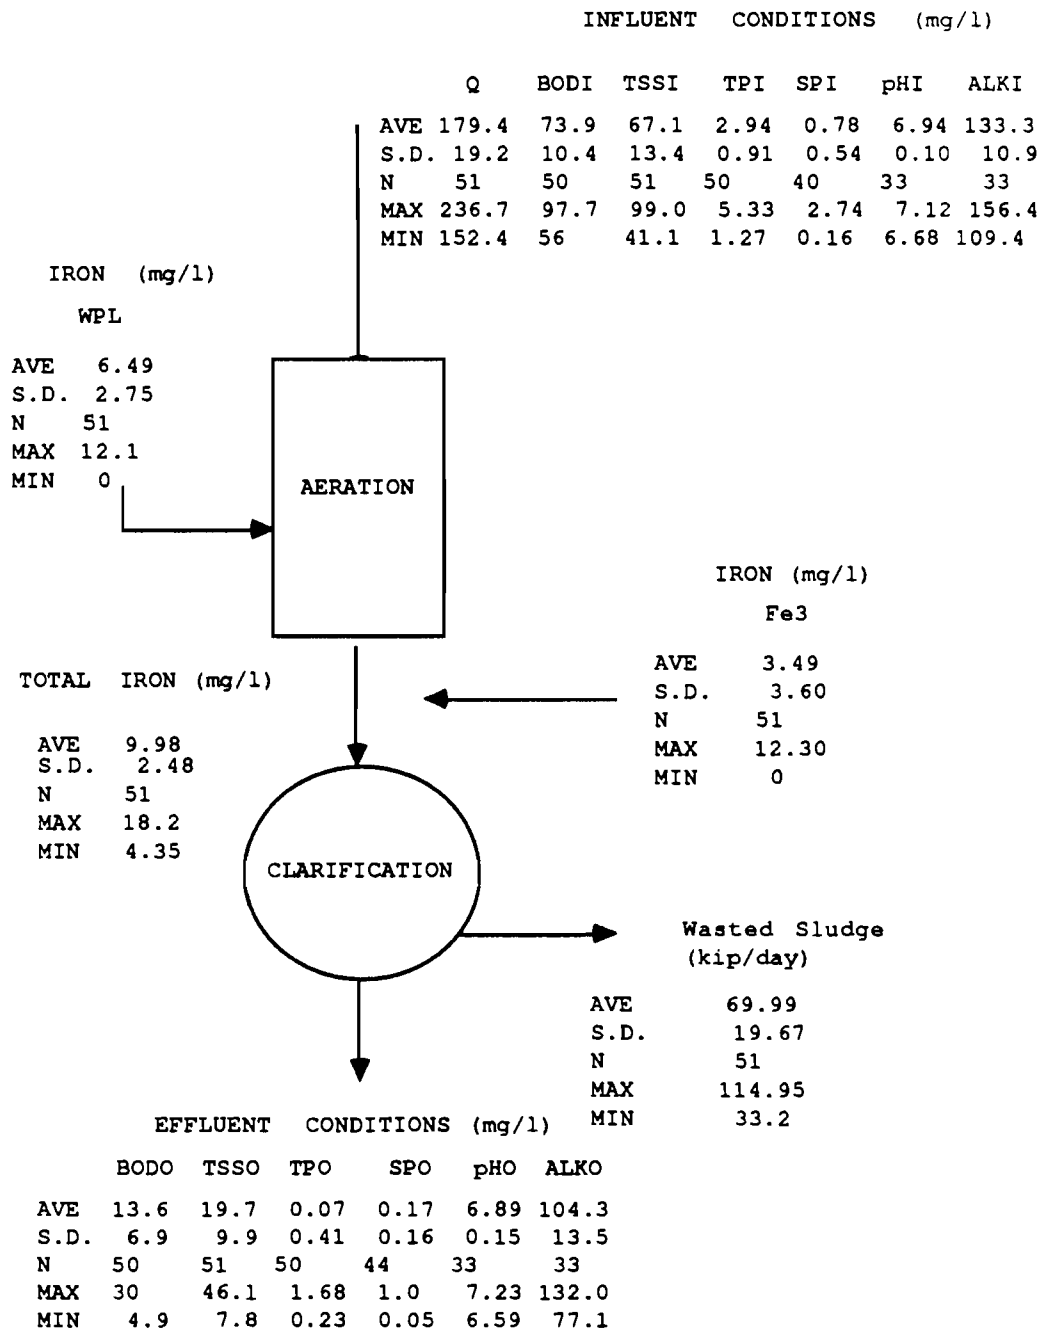 INFLUENT CONDITIONS (mg/l)
Q BODI TSSI TPI SPI pHI ALKI
AVE 179.4 73.9 67.1 2.94 0.78 6.94 133.3
S.D. 19.2 10.4 13.4 0.91 0.54 0.10 10.9
N 51 50 51 50 40 33 33
MAX 236.7 97.7 99.0 5.33 2.74 7.12 156.4
MIN 152.4 56 41.1 1.27 0.16 6.68 109.4
IRON (mg/l)
WPL
AVE 6.49
S.D. 2.75
N 51
MAX 12.1
MIN 0
AERATION
IRON (mg/l)
Fe3
AVE 3.49
S.D. 3.60
N 51
MAX 12.30
MIN 0
TOTAL IRON (mg/l)
AVE 9.98
S.D. 2.48
N 51
MAX 18.2
MIN 4.35
CLARIFICATION
Wasted Sludge
(kip/day)
AVE 69.99
S.D. 19.67
N 51
MAX 114.95
MIN 33.2
EFFLUENT CONDITIONS (mg/l)
BODO TSSO TPO SPO pHO ALKO
AVE 13.6 19.7 0.07 0.17 6.89 104.3
S.D. 6.9 9.9 0.41 0.16 0.15 13.5
N 50 51 50 44 33 33
MAX 30 46.1 1.68 1.0 7.23 132.0
MIN 4.9 7.8 0.23 0.05 6.59 77.1